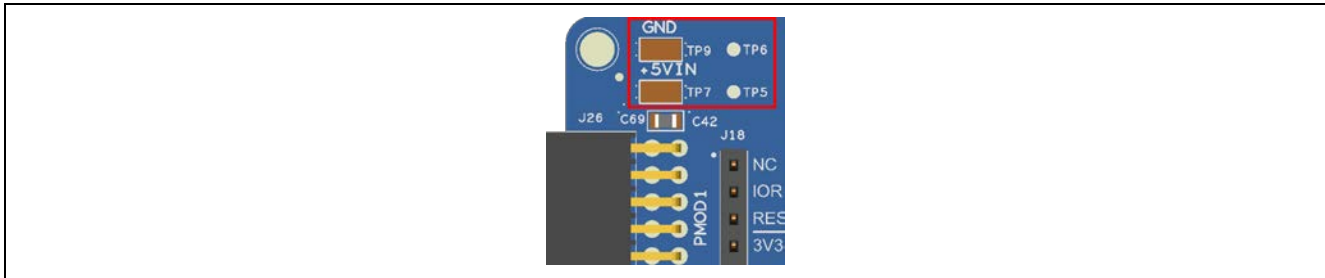 GND
TP9 TP6
+5VIN
TP7 TP5
J26 C69 C42
J18
NC
IOR
RES
3V3
PMOD1